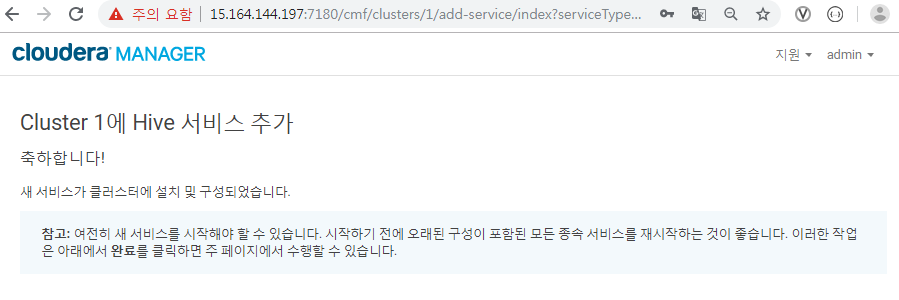 주의 요함 15.164.144.197:7180/cmf/clusters/1/add-service/index?serviceType...
cloudera MANAGER 지원 admin
Cluster 1에 Hive 서비스 추가
축하합니다!
새 서비스가 클러스터에 설치 및 구성되었습니다.
참고: 여전히 새 서비스를 시작해야 할 수 있습니다. 시작하기 전에 오래된 구성이 포함된 모든 종속 서비스를 재시작하는 것이 좋습니다. 이러한 작업
은 아래에서 완료를 클릭하면 주 페이지에서 수행할 수 있습니다.